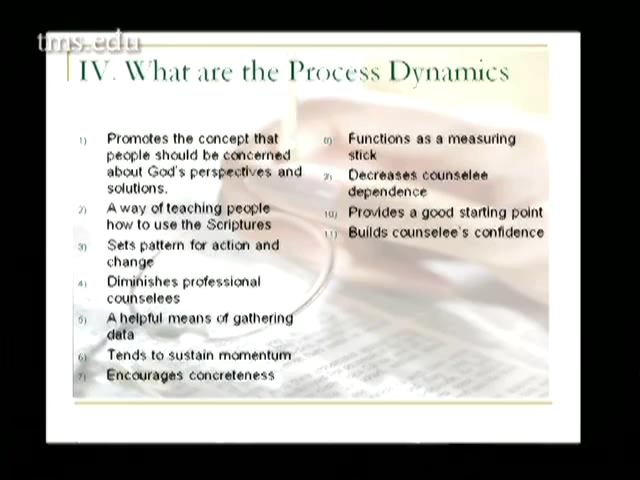 tms.edu
IV. What are the Process Dynamics
1) Promotes the concept that
people should be concerned
about God's perspectives and
solutions.
2) A way of teaching people
how to use the Scriptures
3) Sets pattern for action and
change
4) Diminishes professional
counselees
5) A helpful means of gathering
data
6) Tends to sustain momentum
7) Encourages concreteness
8) Functions as a measuring
stick
9) Decreases counselee
dependence
10) Provides a good starting point
11) Builds counselee's confidence